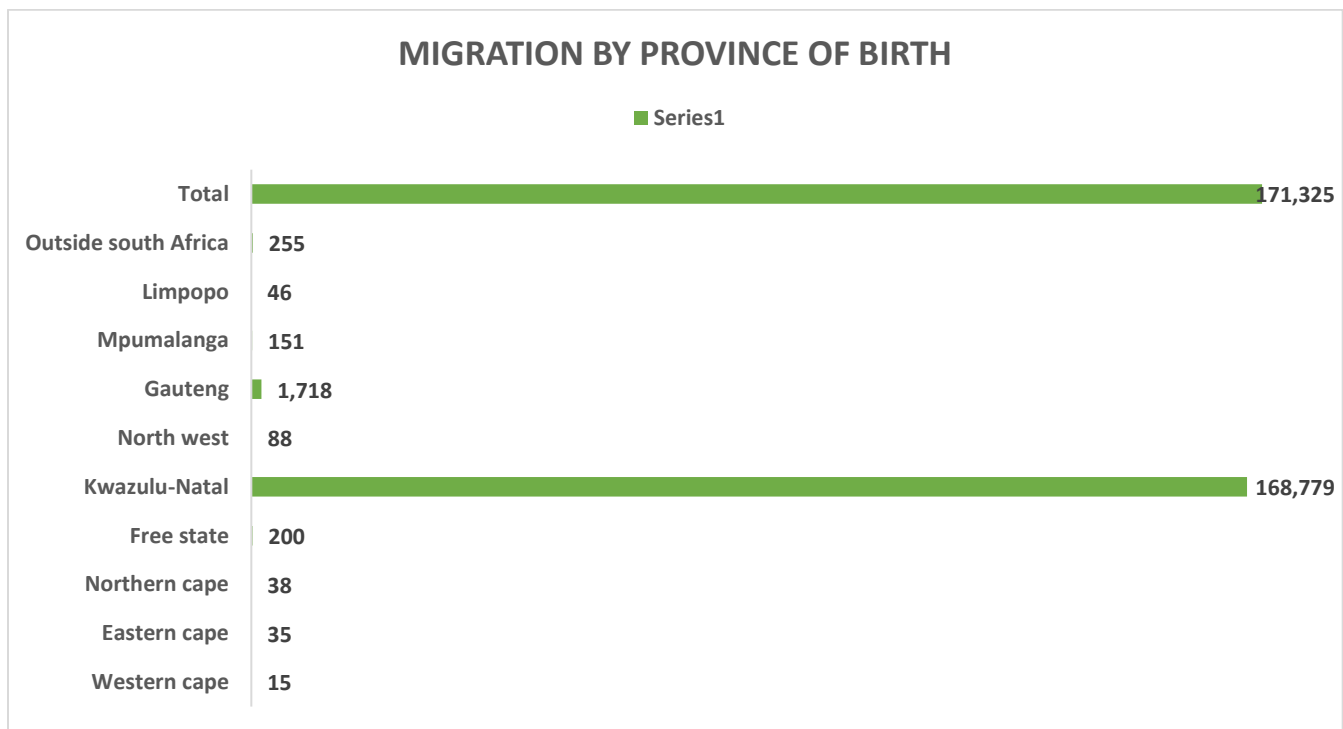 MIGRATION BY PROVINCE OF BIRTH
Series1
Total 171,325
Outside south Africa 255
Limpopo 46
Mpumalanga 151
Gauteng 1,718
North west 88
Kwazulu-Natal 168,779
Free state 200
Northern cape 38
Eastern cape 35
Western cape 15